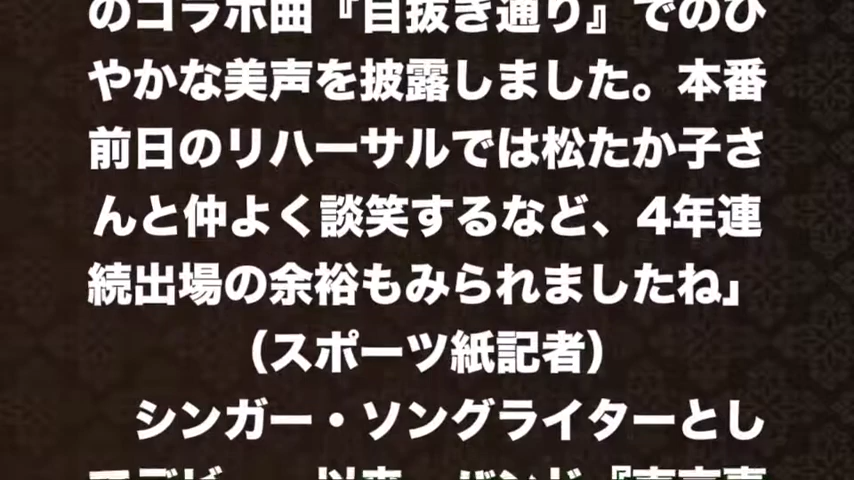 のコラボ曲『目抜き通り』でのひ
やかな美声を披露しました。本番
前日のリハーサルでは松たか子さ
んと仲よく談笑するなど、4年連
続出場の余裕もみられましたね」
（スポーツ紙記者）
シンガー・ソングライターとし